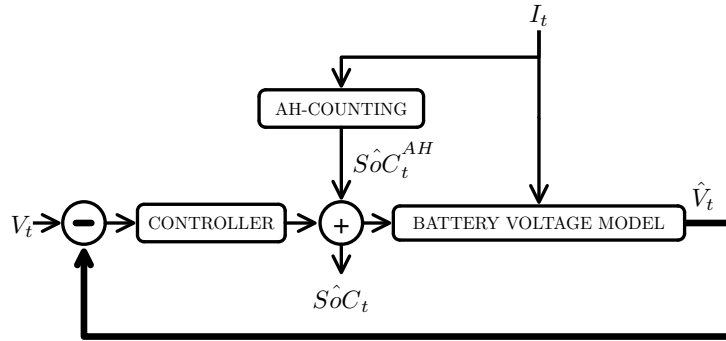 I_t
AH-COUNTING
SôC_t^{AH}
V̂_t
V_t
−
CONTROLLER
+
BATTERY VOLTAGE MODEL
SôC_t